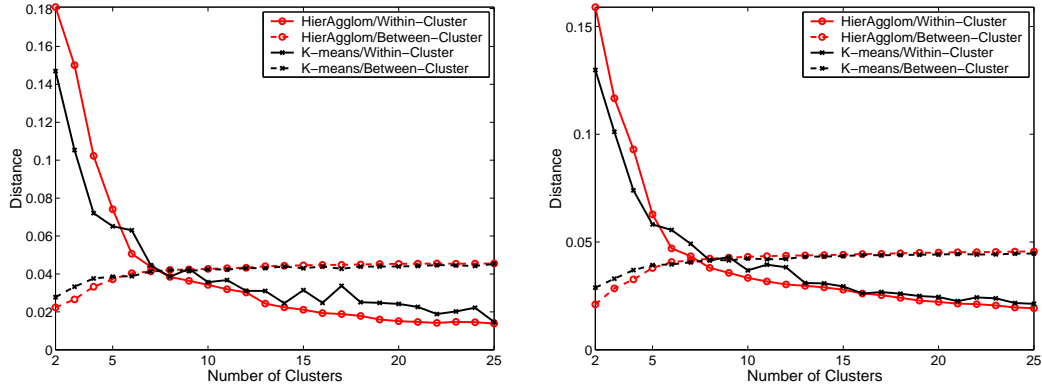 0.18
0.16
0.14
0.12
0.1
0.08
0.06
0.04
0.02
0
2
5
10
15
20
25
Distance
Number of Clusters
HierAgglom/Within−Cluster
HierAgglom/Between−Cluster
K−means/Within−Cluster
K−means/Between−Cluster
0.15
0.1
0.05
0
2
5
10
15
20
25
Distance
Number of Clusters
HierAgglom/Within−Cluster
HierAgglom/Between−Cluster
K−means/Within−Cluster
K−means/Between−Cluster